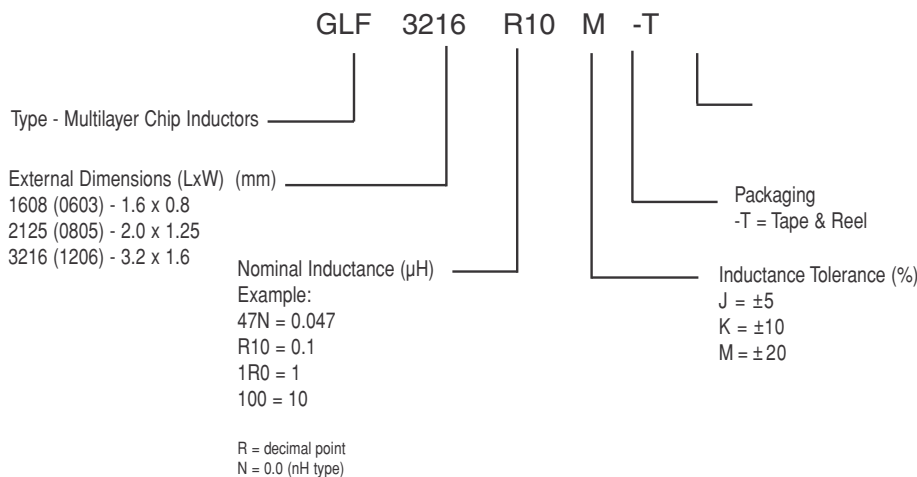 GLF 3216 R10 M -T
Type - Multilayer Chip Inductors
External Dimensions (LxW) (mm)
1608 (0603) - 1.6 x 0.8
2125 (0805) - 2.0 x 1.25
3216 (1206) - 3.2 x 1.6
Nominal Inductance (µH)
Example:
47N = 0.047
R10 = 0.1
1R0 = 1
100 = 10
R = decimal point
N = 0.0 (nH type)
Packaging
-T = Tape & Reel
Inductance Tolerance (%)
J = ±5
K = ±10
M = ±20